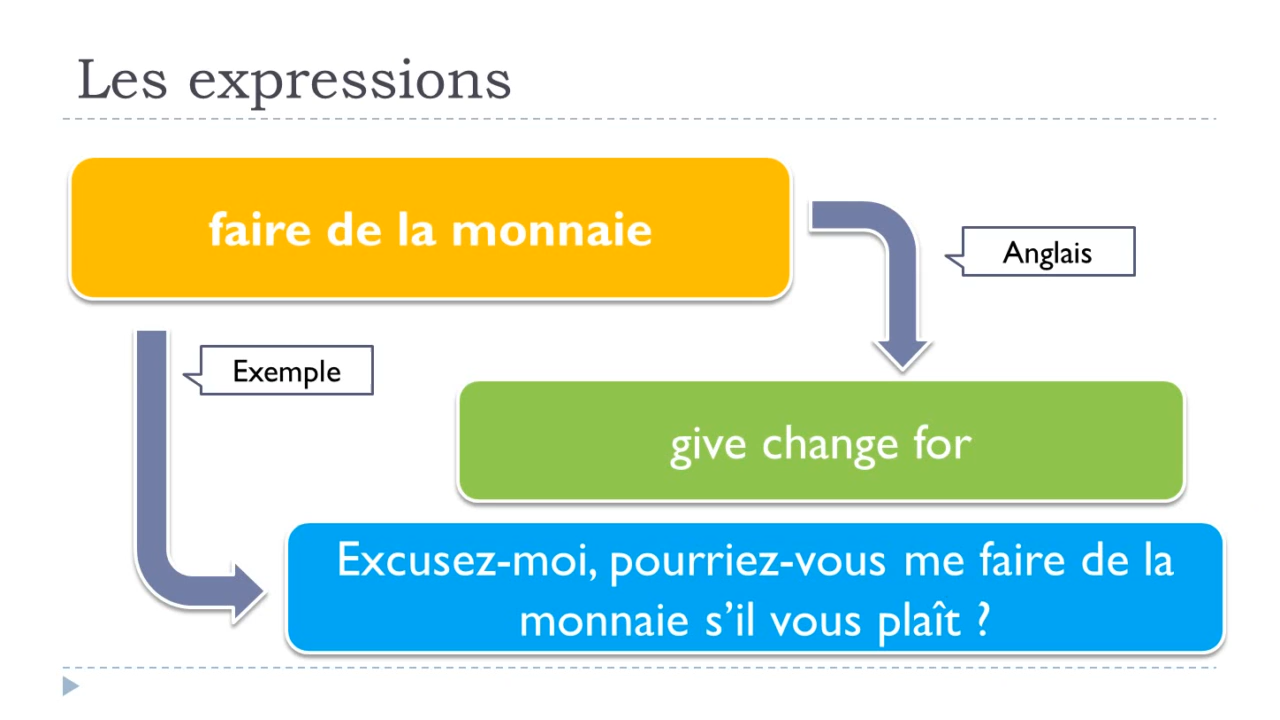 Les expressions
faire de la monnaie
Anglais
Exemple
give change for
Excusez-moi, pourriez-vous me faire de la
monnaie s’il vous plaît ?